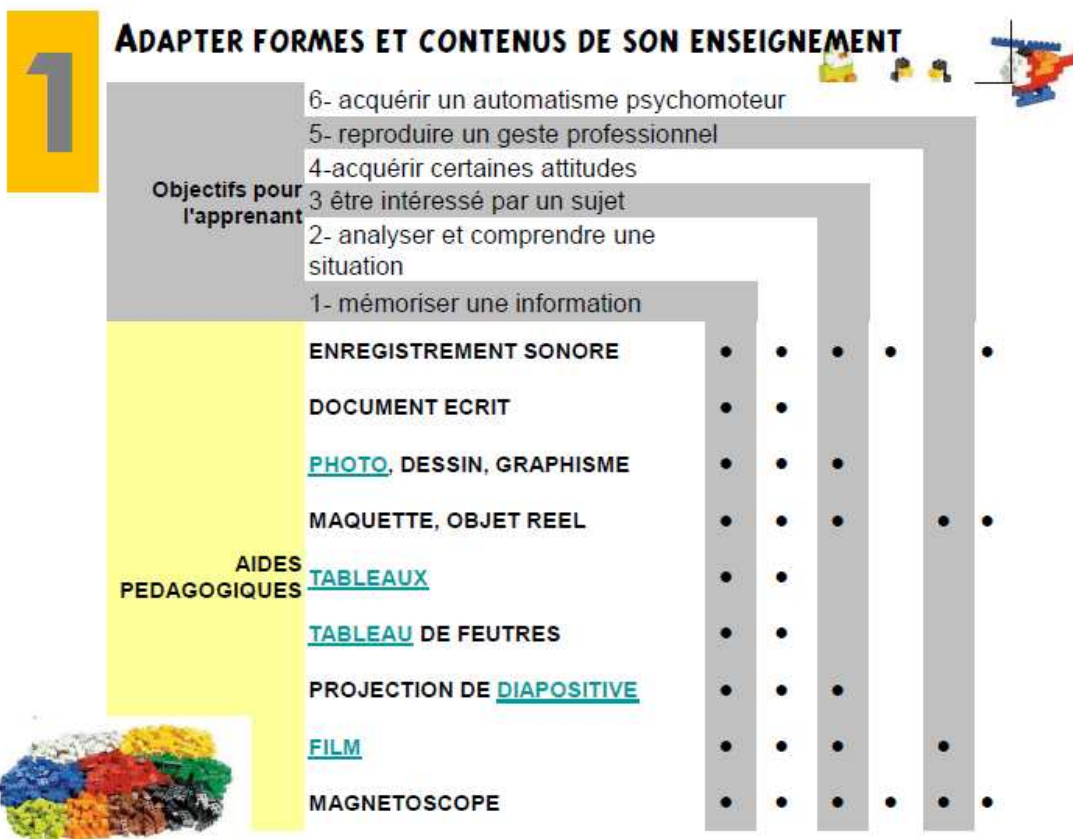 1
ADAPTER FORMES ET CONTENUS DE SON ENSEIGNEMENT
6- acquérir un automatisme psychomoteur
5- reproduire un geste professionnel
4-acquérir certaines attitudes
Objectifs pour
l'apprenant
3 être intéressé par un sujet
2- analyser et comprendre une
situation
1- mémoriser une information
ENREGISTREMENT SONORE • • • • •
DOCUMENT ECRIT • •
PHOTO, DESSIN, GRAPHISME • • •
MAQUETTE, OBJET REEL • • • • •
AIDES
PEDAGOGIQUES
TABLEAUX • •
TABLEAU DE FEUTRES • •
PROJECTION DE DIAPOSITIVE • • •
FILM • • • •
MAGNETOSCOPE • • • • • •